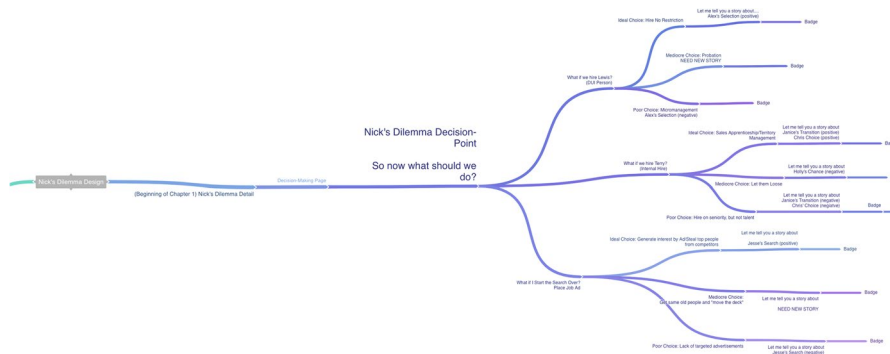 Nick's Dilemma Design
(Beginning of Chapter 1) Nick's Dilemma Detail
Decision-Making Page
Nick's Dilemma Decision-
Point
So now what should we
do?
What if we hire Lewis?
(DUI Person)
Ideal Choice: Hire No Restriction
Let me tell you a story about....
Alex's Selection (positive)
Badge
Mediocre Choice: Probation
NEED NEW STORY
Badge
Poor Choice: Micromanagement
Alex's Selection (negative)
Badge
What if we hire Terry?
(Internal Hire)
Ideal Choice: Sales Apprenticeship/Territory
Management
Let me tell you a story about
Janice's Transition (positive)
Chris Choice (positive)
Ba
Mediocre Choice: Let them Loose
Let me tell you a story about
Holly's Chance (negative)
Poor Choice: Hire on seniority, but not talent
Let me tell you a story about
Janice's Transition (negative)
Chris' Choice (negative)
Badge
What if I Start the Search Over?
Place Job Ad
Ideal Choice: Generate interest by Ad/Steal top people
from competitors
Let me tell you a story about
Jesse's Search (positive)
Badge
Mediocre Choice:
Get same old people and "move the deck"
Let me tell you a story about
NEED NEW STORY
Badge
Poor Choice: Lack of targeted advertisements
Let me tell you a story about
Jesse's Search (negative)
Badge